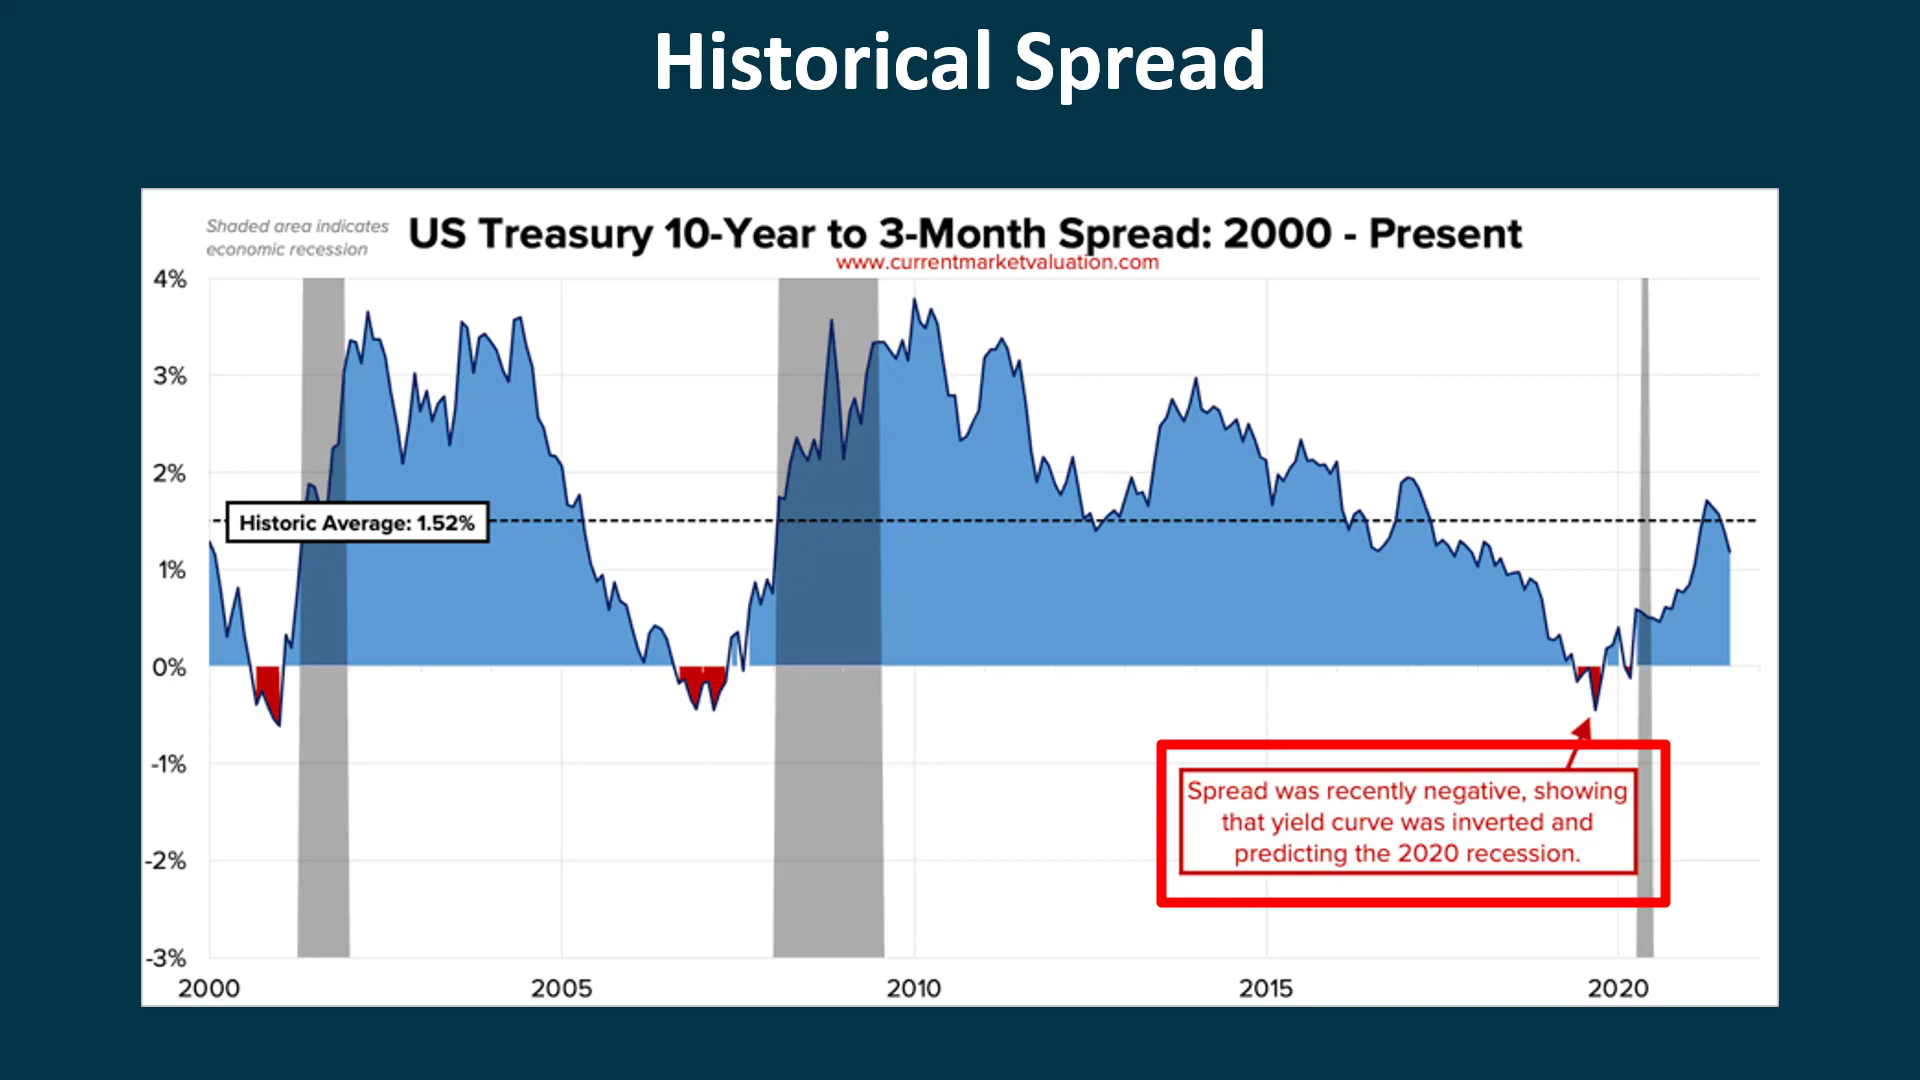 Historical Spread
Shaded area indicates
economic recession
US Treasury 10-Year to 3-Month Spread: 2000 - Present
www.currentmarketvaluation.com
4%
3%
2%
Historic Average: 1.52%
1%
0%
-1%
Spread was recently negative, showing
that yield curve was inverted and
predicting the 2020 recession.
-2%
-3%
2000 2005 2010 2015 2020